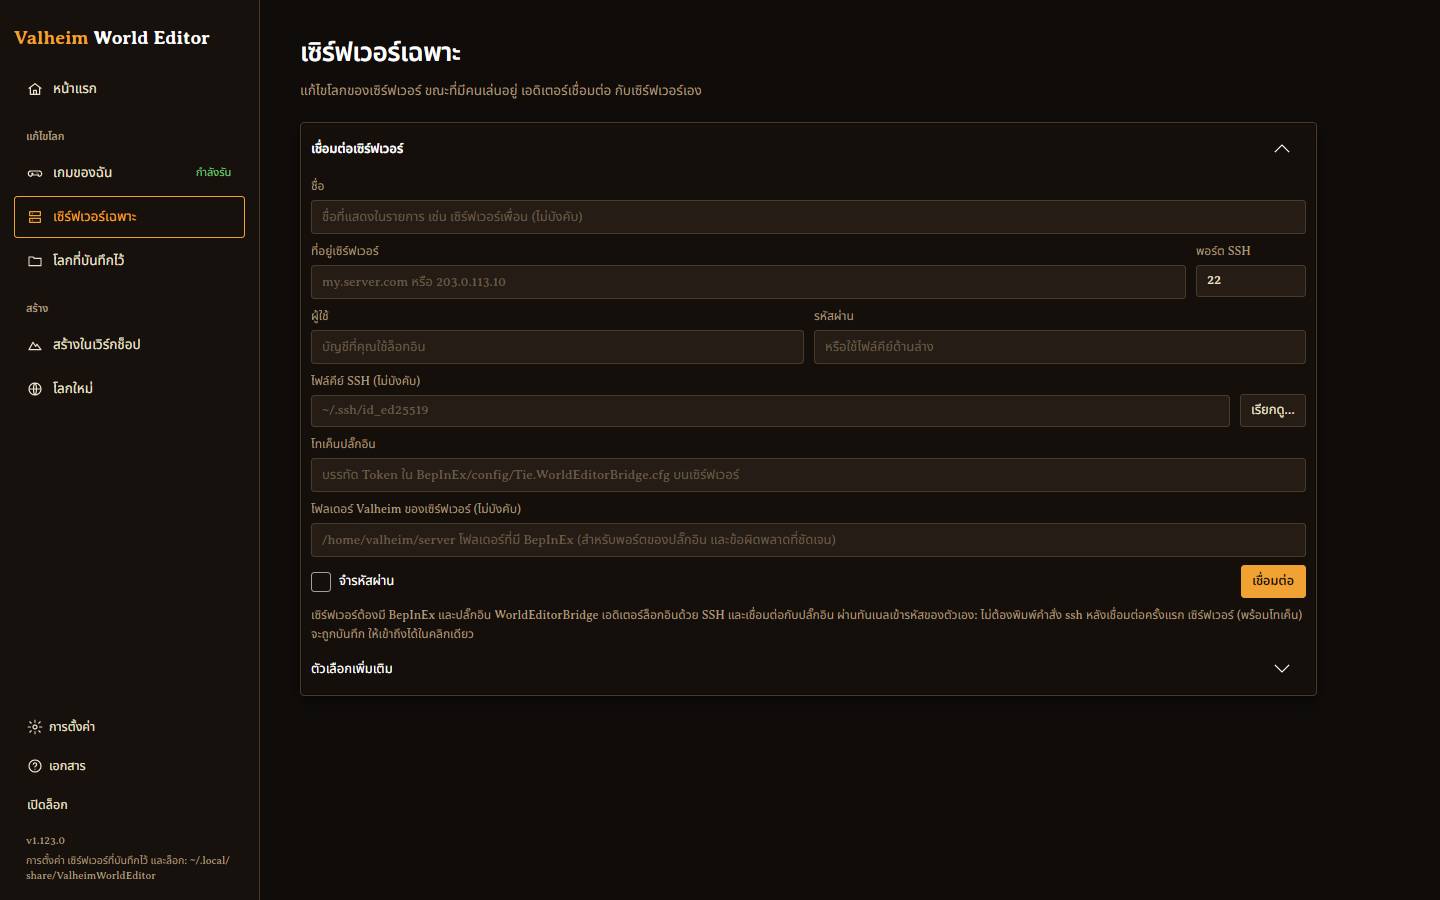 Valheim World Editor
หน้าแรก
แก้ไขโลก
เกมของฉัน
กำลังรัน
เซิร์ฟเวอร์เฉพาะ
โลกที่บันทึกไว้
สร้าง
สร้างในเวิร์กช็อป
โลกใหม่
การตั้งค่า
เอกสาร
เปิดล็อก
v1.123.0
การตั้งค่า เซิร์ฟเวอร์ที่บันทึกไว้ และล็อก: ~/.local/
share/ValheimWorldEditor
เซิร์ฟเวอร์เฉพาะ
แก้ไขโลกของเซิร์ฟเวอร์ ขณะที่มีคนเล่นอยู่ เอดิเตอร์เชื่อมต่อ กับเซิร์ฟเวอร์เอง
เชื่อมต่อเซิร์ฟเวอร์
ชื่อ
ชื่อที่แสดงในรายการ เช่น เซิร์ฟเวอร์เพื่อน (ไม่บังคับ)
ที่อยู่เซิร์ฟเวอร์
พอร์ต SSH
my.server.com หรือ 203.0.113.10
22
ผู้ใช้
รหัสผ่าน
บัญชีที่คุณใช้ล็อกอิน
หรือใช้ไฟล์คีย์ด้านล่าง
ไฟล์คีย์ SSH (ไม่บังคับ)
~/.ssh/id_ed25519
เรียกดู...
โทเค็นปลั๊กอิน
บรรทัด Token ใน BepInEx/config/Tie.WorldEditorBridge.cfg บนเซิร์ฟเวอร์
โฟลเดอร์ Valheim ของเซิร์ฟเวอร์ (ไม่บังคับ)
/home/valheim/server โฟลเดอร์ที่มี BepInEx (สำหรับพอร์ตของปลั๊กอิน และข้อผิดพลาดที่ชัดเจน)
จำรหัสผ่าน
เชื่อมต่อ
เซิร์ฟเวอร์ต้องมี BepInEx และปลั๊กอิน WorldEditorBridge เอดิเตอร์ล็อกอินด้วย SSH และเชื่อมต่อกับปลั๊กอิน ผ่านทันเนลเข้ารหัสของตัวเอง: ไม่ต้องพิมพ์คำสั่ง ssh หลังเชื่อมต่อครั้งแรก เซิร์ฟเวอร์ (พร้อมโทเค็น)
จะถูกบันทึก ให้เข้าถึงได้ในคลิกเดียว
ตัวเลือกเพิ่มเติม